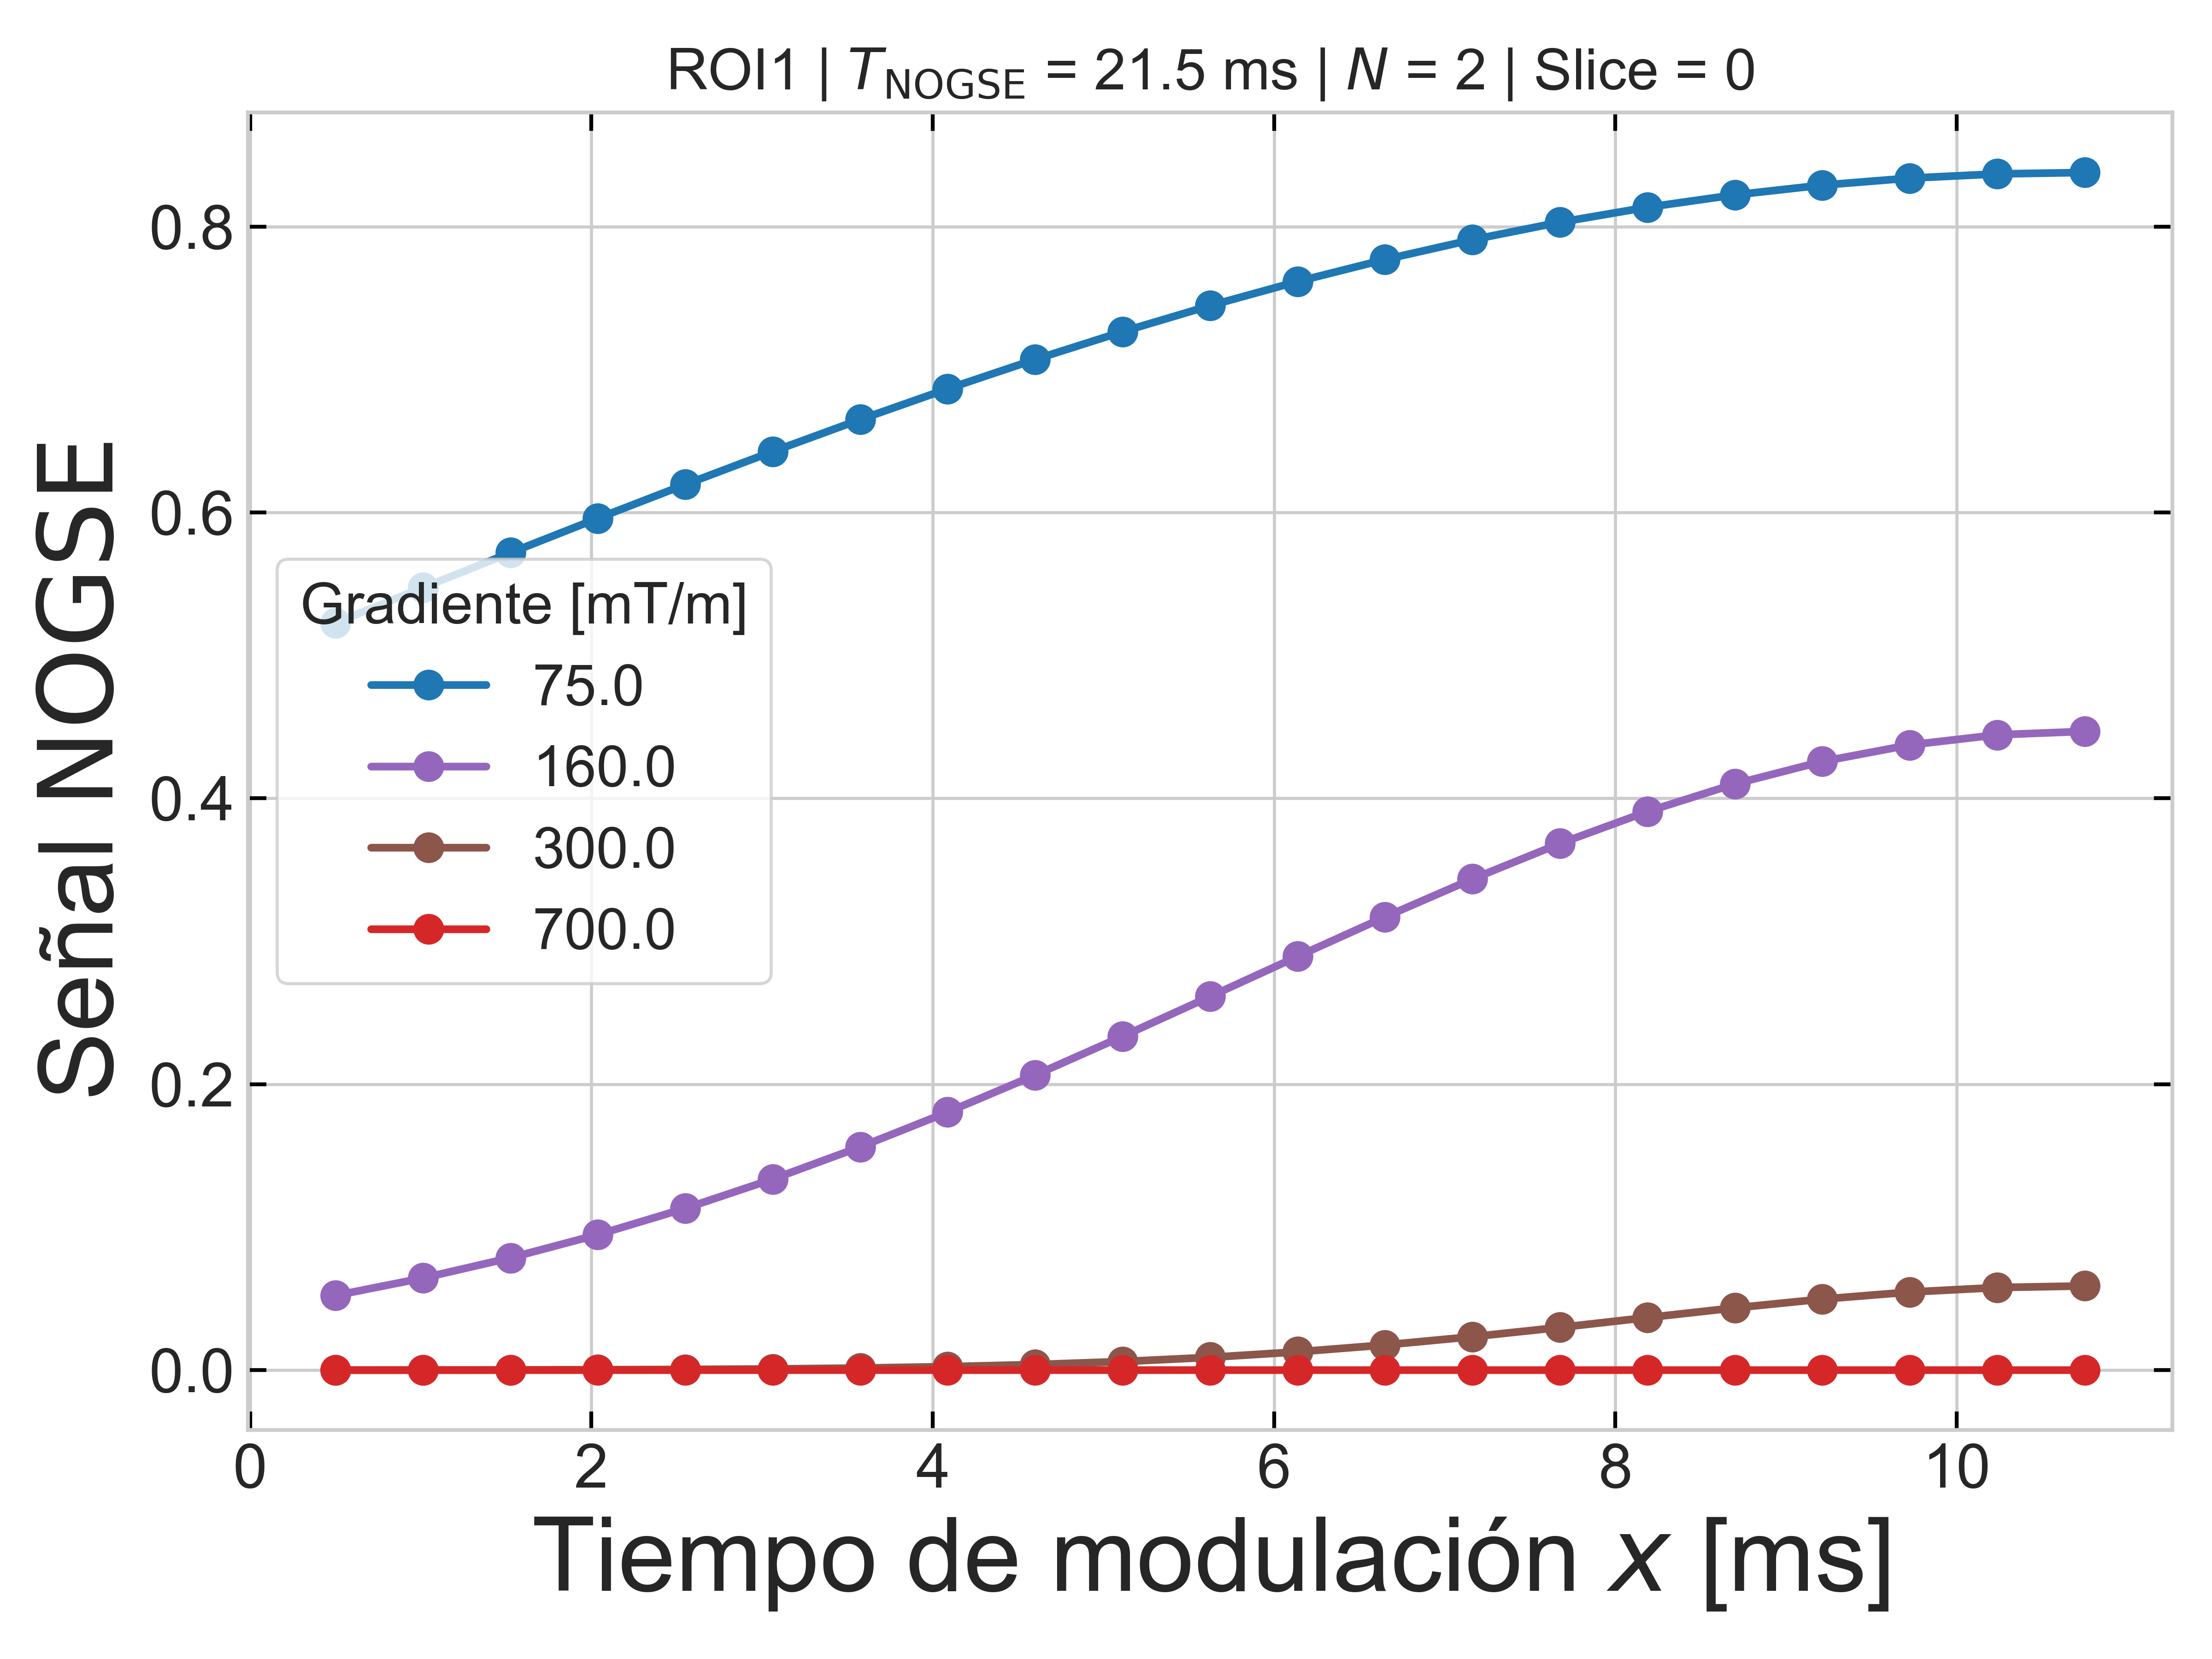 ROI1 | T_NOGSE = 21.5 ms | N = 2 | Slice = 0
Señal NOGSE
0.8
0.6
0.4
0.2
0.0
Gradiente [mT/m]
75.0
160.0
300.0
700.0
0 2 4 6 8 10
Tiempo de modulación x [ms]